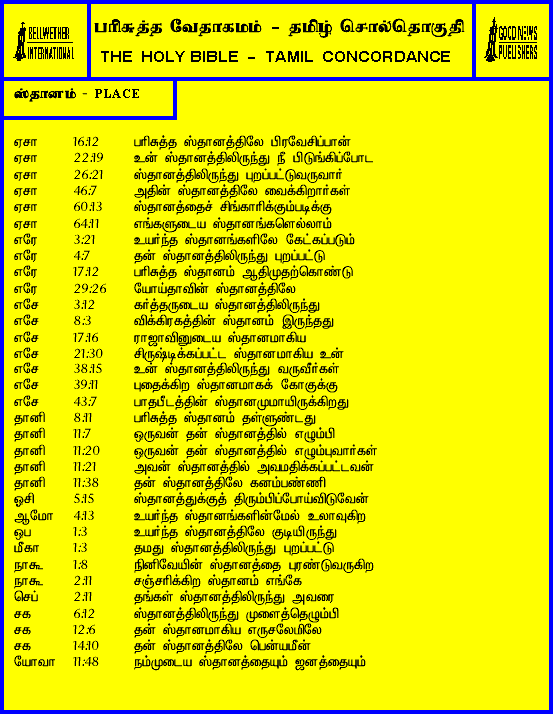 BELLWETHER INTERNATIONAL
பரிசுத்த வேதாகமம் - தமிழ் சொல்தொகுதி
THE HOLY BIBLE - TAMIL CONCORDANCE
GOOD NEWS PUBLISHERS
ஸ்தானம் - PLACE
ஏசா 16:12 பரிசுத்த ஸ்தானத்திலே பிரவேசிப்பான்
ஏசா 22:19 உன் ஸ்தானத்திலிருந்து நீ பிடுங்கிப்போட
ஏசா 26:21 ஸ்தானத்திலிருந்து புறப்பட்டுவருவார்
ஏசா 46:7 அதின் ஸ்தானத்திலே வைக்கிறார்கள்
ஏசா 60:13 ஸ்தானத்தைச் சிங்காரிக்கும்படிக்கு
ஏசா 64:11 எங்களுடைய ஸ்தானங்களெல்லாம்
எரே 3:21 உயர்ந்த ஸ்தானங்களிலே கேட்கப்படும்
எரே 4:7 தன் ஸ்தானத்திலிருந்து புறப்பட்டு
எரே 17:12 பரிசுத்த ஸ்தானம் ஆதிமுதற்கொண்டு
எரே 29:26 யோய்தாவின் ஸ்தானத்திலே
எசே 3:12 கர்த்தருடைய ஸ்தானத்திலிருந்து
எசே 8:3 விக்கிரகத்தின் ஸ்தானம் இருந்தது
எசே 17:16 ராஜாவினுடைய ஸ்தானமாகிய
எசே 21:30 சிருஷ்டிக்கப்பட்ட ஸ்தானமாகிய உன்
எசே 38:15 உன் ஸ்தானத்திலிருந்து வருவீர்கள்
எசே 39:11 புதைக்கிற ஸ்தானமாகக் கோகுக்கு
எசே 43:7 பாதபீடத்தின் ஸ்தானமுமாயிருக்கிறது
தானி 8:11 பரிசுத்த ஸ்தானம் தள்ளுண்டது
தானி 11:7 ஒருவன் தன் ஸ்தானத்தில் எழும்பி
தானி 11:20 ஒருவன் தன் ஸ்தானத்தில் எழும்புவார்கள்
தானி 11:21 அவன் ஸ்தானத்தில் அவமதிக்கப்பட்டவன்
தானி 11:38 தன் ஸ்தானத்திலே கனம்பண்ணி
ஓசி 5:15 ஸ்தானத்துக்குத் திரும்பிப்போய்விடுவேன்
ஆமோ 4:13 உயர்ந்த ஸ்தானங்களின்மேல் உலாவுகிற
ஒப 1:3 உயர்ந்த ஸ்தானத்திலே குடியிருந்து
மீகா 1:3 தமது ஸ்தானத்திலிருந்து புறப்பட்டு
நாகூ 1:8 நினிவேயின் ஸ்தானத்தை புரண்டுவருகிற
நாகூ 2:11 சஞ்சரிக்கிற ஸ்தானம் எங்கே
செப் 2:11 தங்கள் ஸ்தானத்திலிருந்து அவரை
சக 6:12 ஸ்தானத்திலிருந்து முளைத்தெழும்பி
சக 12:6 தன் ஸ்தானமாகிய எருசலேமிலே
சக 14:10 தன் ஸ்தானத்திலே பென்யமீன்
யோவா 11:48 நம்முடைய ஸ்தானத்தையும் ஜனத்தையும்